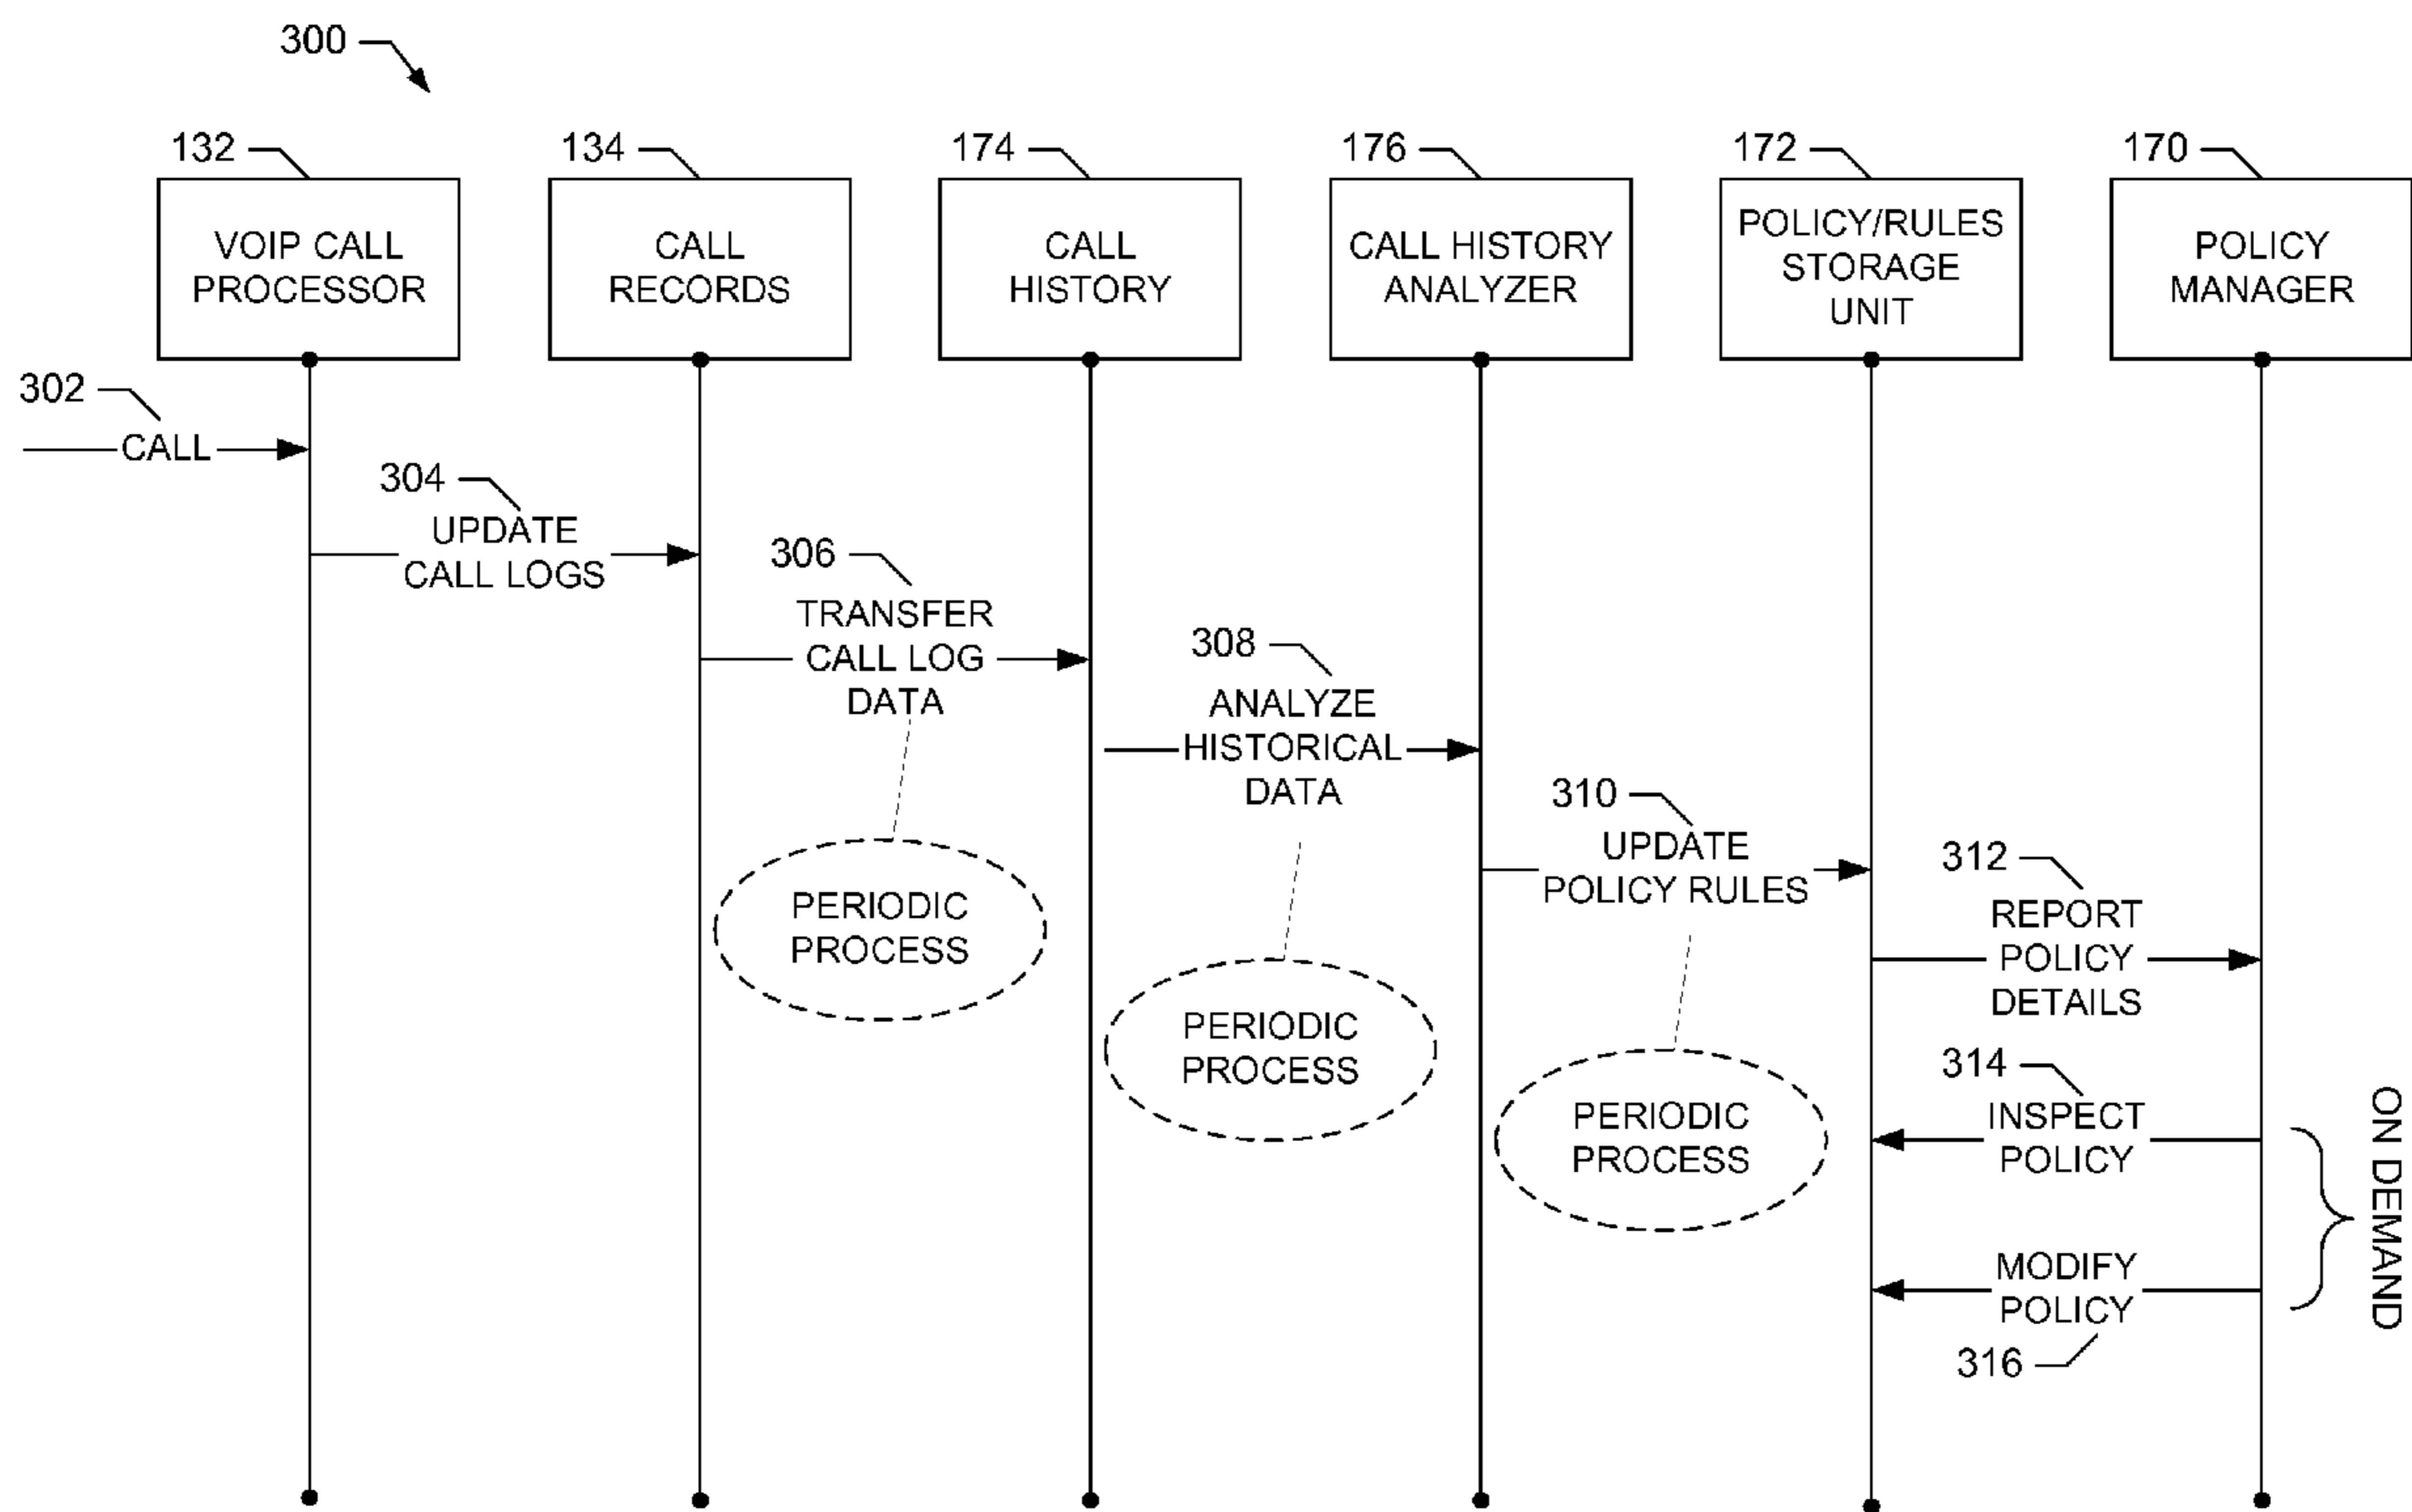 300
132
134
174
176
172
170
VOIP CALL
PROCESSOR
CALL
RECORDS
CALL
HISTORY
CALL HISTORY
ANALYZER
POLICY/RULES
STORAGE
UNIT
POLICY
MANAGER
302
CALL
304
UPDATE
CALL LOGS
306
TRANSFER
CALL LOG
DATA
PERIODIC
PROCESS
308
ANALYZE
HISTORICAL
DATA
PERIODIC
PROCESS
310
UPDATE
POLICY RULES
PERIODIC
PROCESS
312
REPORT
POLICY
DETAILS
314
INSPECT
POLICY
MODIFY
POLICY
316
ON DEMAND